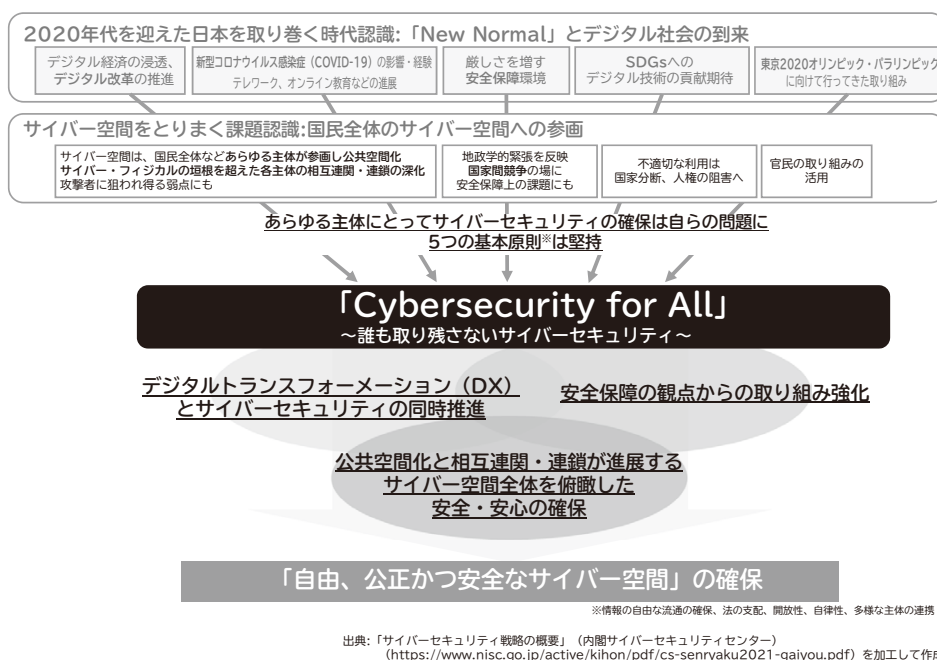 2020年代を迎えた日本を取り巻く時代認識:「New Normal」とデジタル社会の到来
デジタル経済の浸透、
デジタル改革の推進
新型コロナウイルス感染症（COVID-19）の影響・経験
テレワーク、オンライン教育などの進展
厳しさを増す
安全保障環境
SDGsへの
デジタル技術の貢献期待
東京2020オリンピック・パラリンピック
に向けて行ってきた取り組み
サイバー空間をとりまく課題認識:国民全体のサイバー空間への参画
サイバー空間は、国民全体などあらゆる主体が参画し公共空間化
サイバー・フィジカルの垣根を超えた各主体の相互連関・連鎖の深化
攻撃者に狙われ得る弱点にも
地政学的緊張を反映
国家間競争の場に
安全保障上の課題にも
不適切な利用は
国家分断、人権の阻害へ
官民の取り組みの
活用
あらゆる主体にとってサイバーセキュリティの確保は自らの問題に
5つの基本原則※は堅持
「Cybersecurity for All」
～誰も取り残さないサイバーセキュリティ～
デジタルトランスフォーメーション（DX）
とサイバーセキュリティの同時推進
安全保障の観点からの取り組み強化
公共空間化と相互連関・連鎖が進展する
サイバー空間全体を俯瞰した
安全・安心の確保
「自由、公正かつ安全なサイバー空間」の確保
※情報の自由な流通の確保、法の支配、開放性、自律性、多様な主体の連携
出典:「サイバーセキュリティ戦略の概要」（内閣サイバーセキュリティセンター）
（https://www.nisc.go.jp/active/kihon/pdf/cs-senryaku2021-gaiyou.pdf）を加工して作成